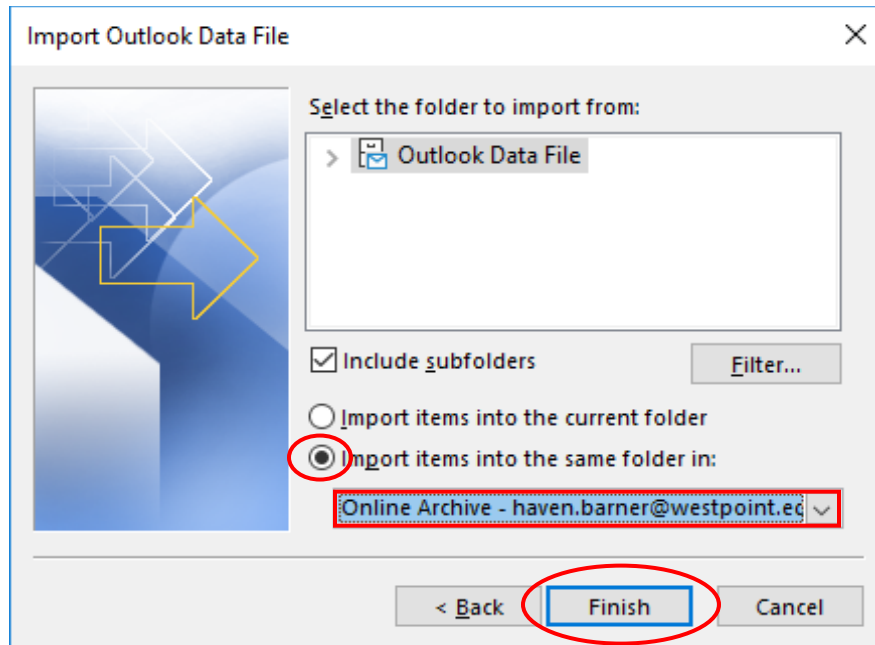 Import Outlook Data File
Select the folder to import from:
Outlook Data File
Include subfolders
Filter...
Import items into the current folder
Import items into the same folder in:
Online Archive - haven.barner@westpoint.ec
< Back Finish Cancel